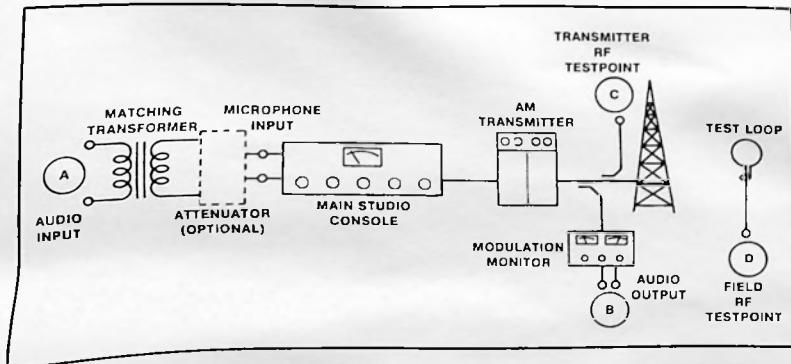 TRANSMITTER
RF
TESTPOINT
C
MATCHING
TRANSFORMER
MICROPHONE
INPUT
AM
TRANSMITTER
TEST LOOP
A
AUDIO
INPUT
ATTENUATOR
(OPTIONAL)
MAIN STUDIO
CONSOLE
MODULATION
MONITOR
AUDIO
OUTPUT
B
D
FIELD
RF
TESTPOINT